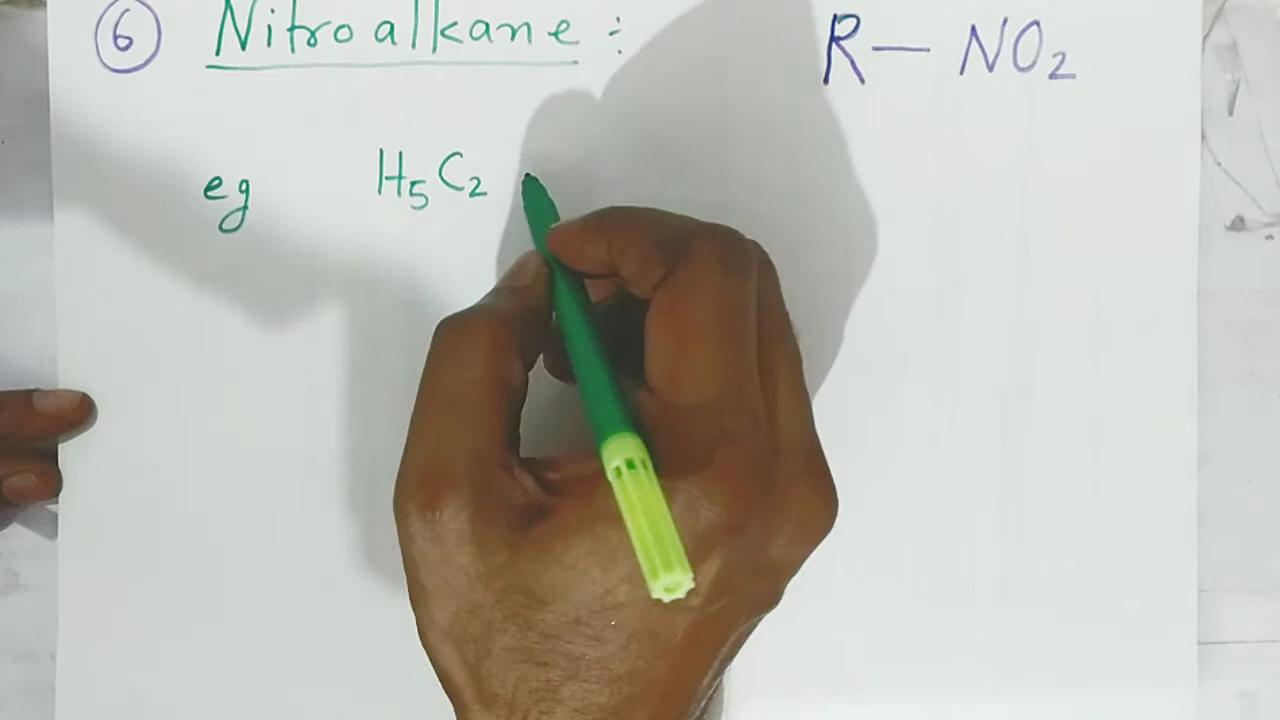 ⑥ Nitroalkane : R — NO₂
eg H₅C₂